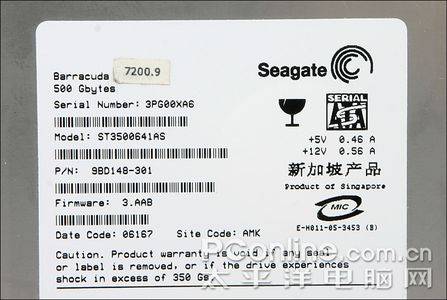 Barracuda 7200.9
500 Gbytes
Serial Number: 3PG00XA6
Model: ST3500641AS
P/N: 9BD148-301
Firmware: 3.AAB
Date Code: 06167 Site Code: AMK
Caution. Product warranty is void if any seal
or label is removed, or if the drive experiences
shock in excess of 350 Gs.
Seagate
SERIAL
+5V 0.46 A
+12V 0.56 A
新加坡产品
Product of Singapore
MIC
E-H011-05-3453 (B)
PConline.com.cn
太平洋电脑网